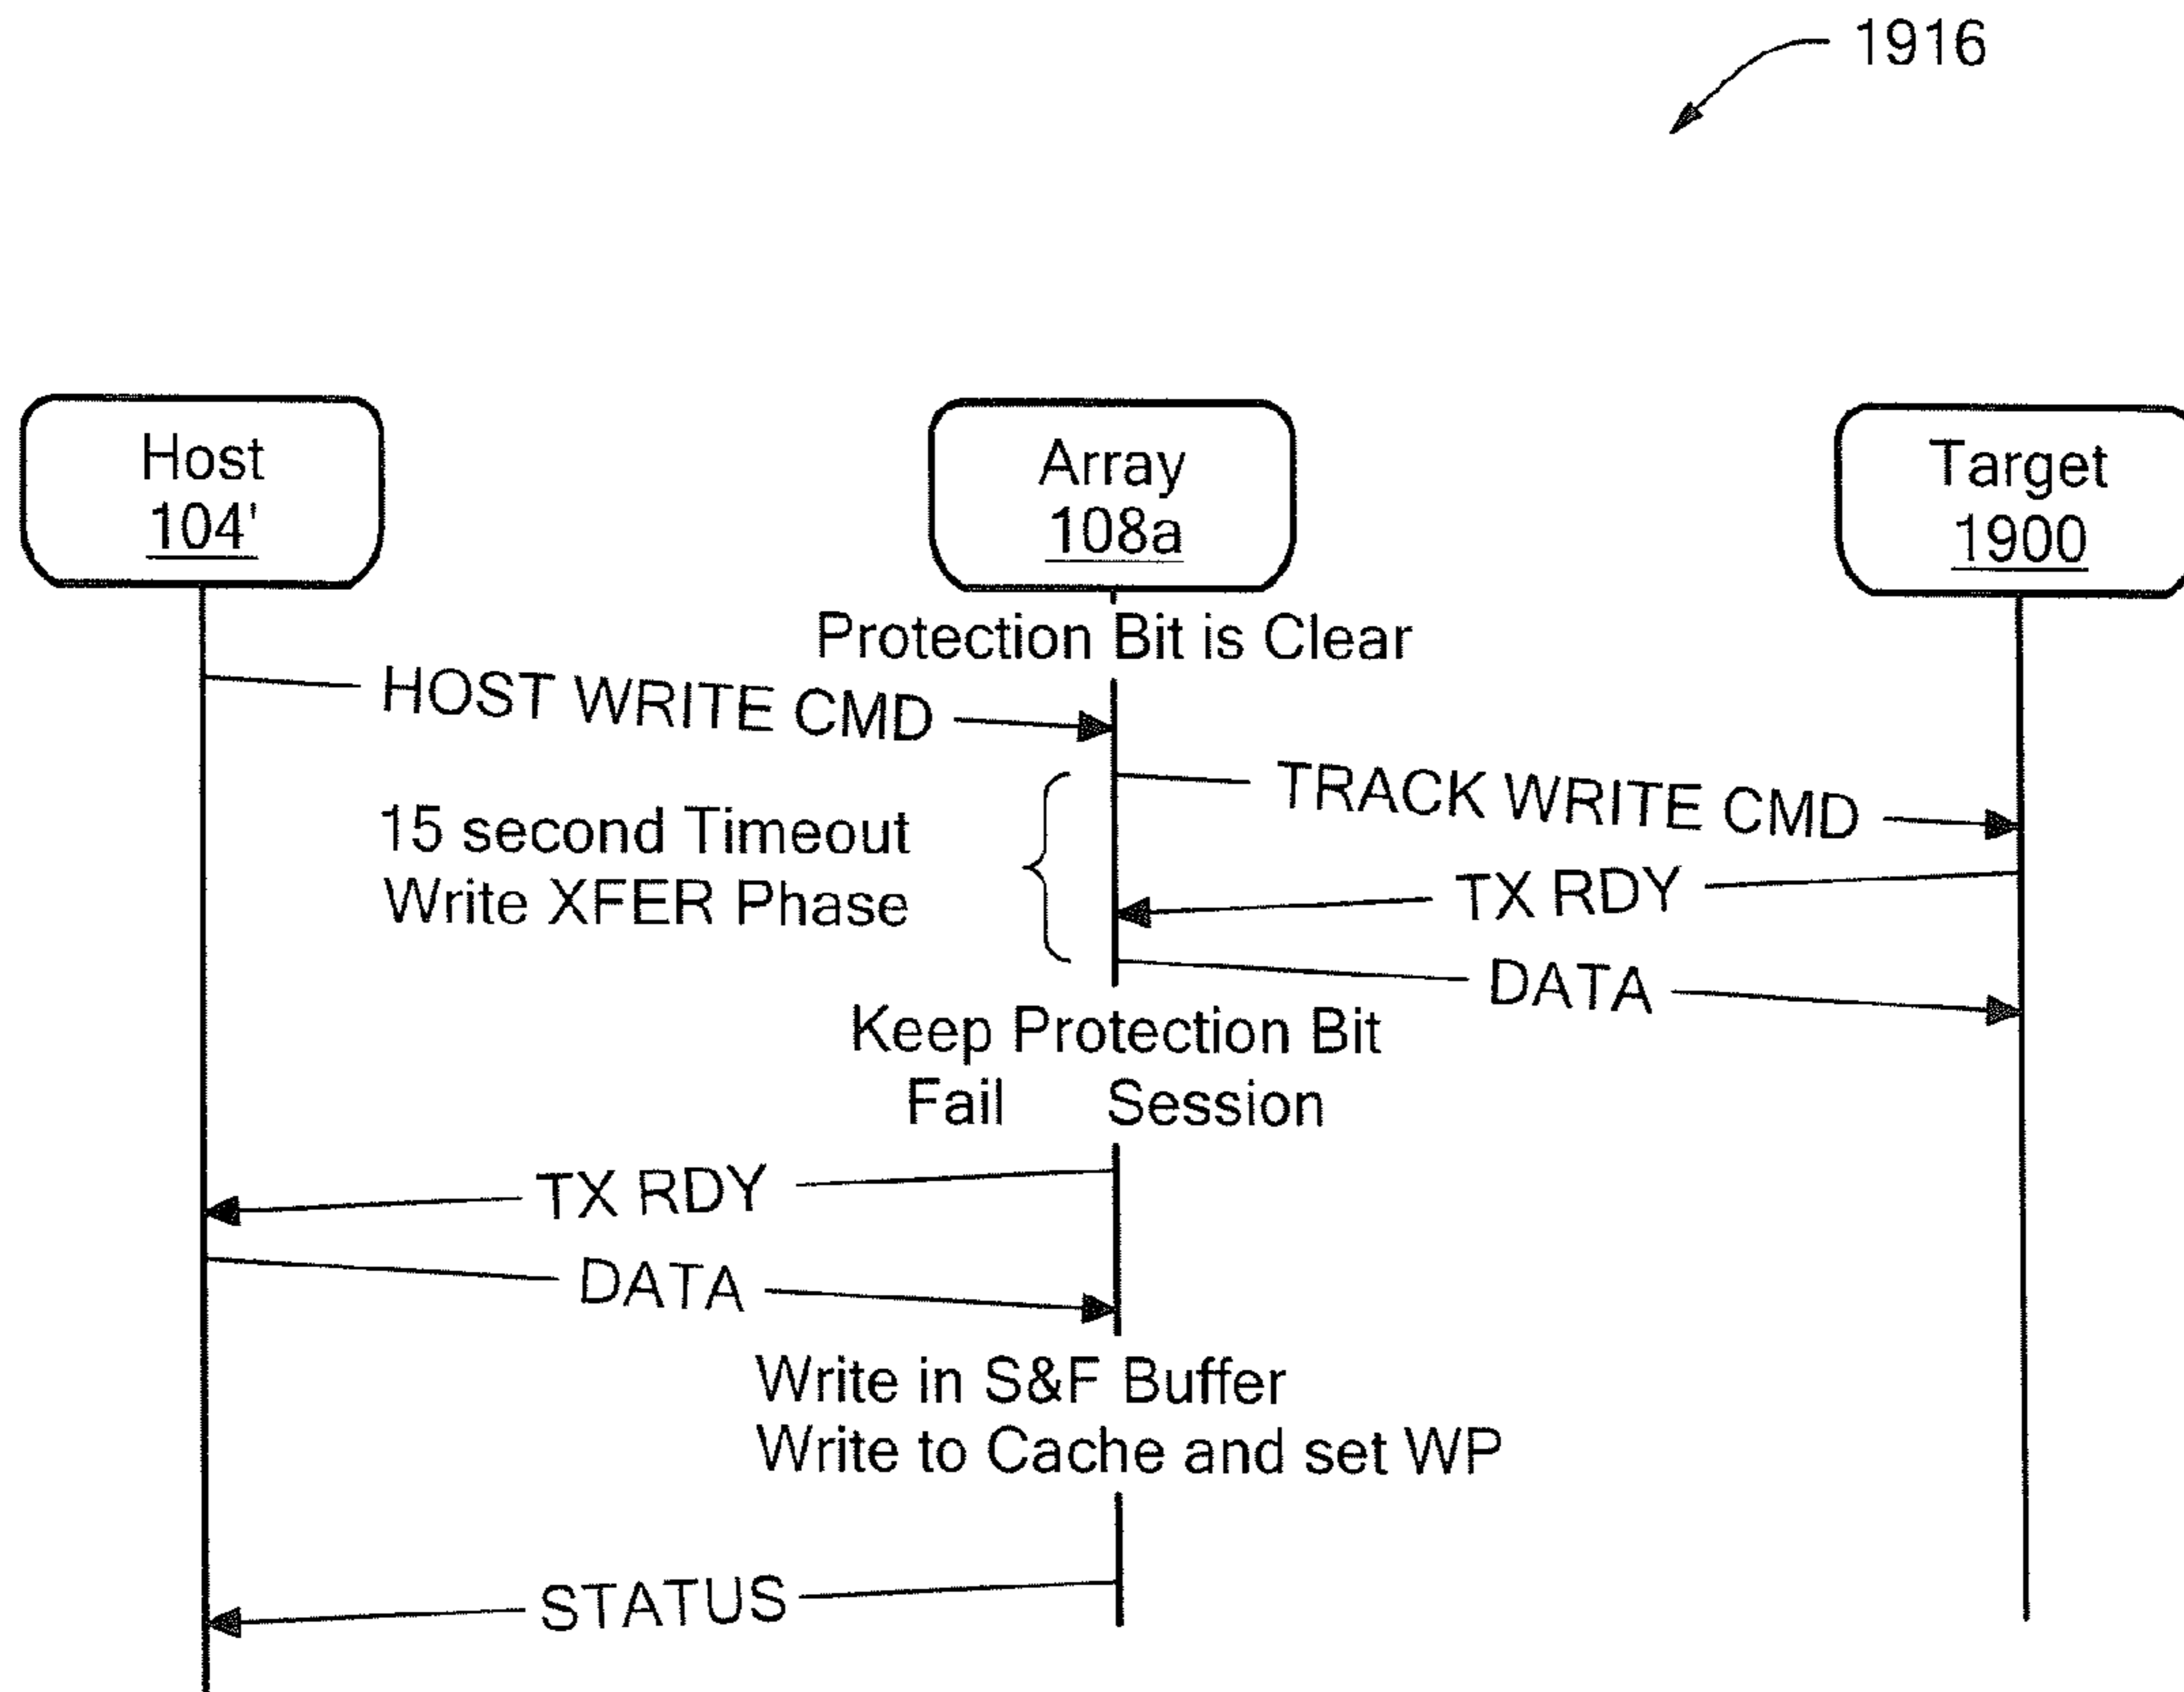 1916
Host
104'
Array
108a
Target
1900
Protection Bit is Clear
HOST WRITE CMD
TRACK WRITE CMD
15 second Timeout
Write XFER Phase
TX RDY
DATA
Keep Protection Bit
Fail Session
TX RDY
DATA
Write in S&F Buffer
Write to Cache and set WP
STATUS